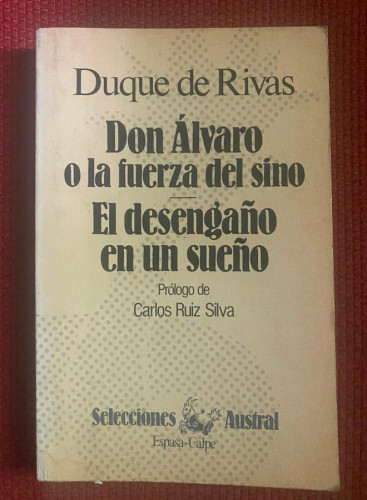 Duque de Rivas
Don Álvaro
o la fuerza del sino
El desengaño
en un sueño
Prólogo de
Carlos Ruiz Silva
Selecciones Austral
Espasa-Calpe